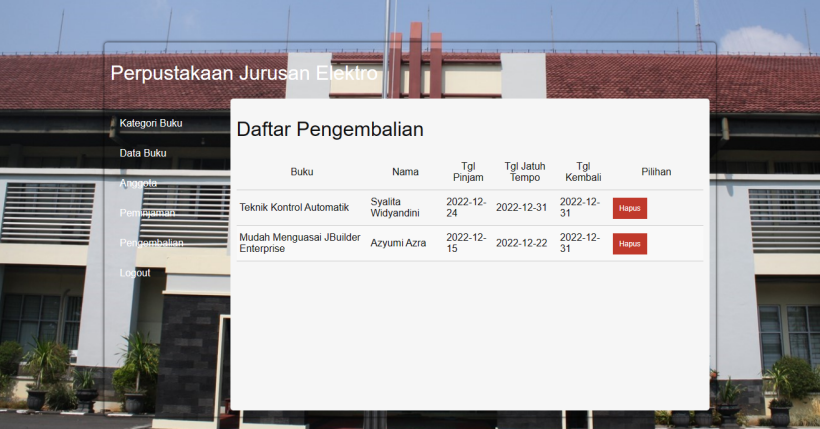 Perpustakaan Jurusan Elektro
Kategori Buku
Data Buku
Anggota
Peminjaman
Pengembalian
Logout
Daftar Pengembalian
Buku Nama Tgl Pinjam Tgl Jatuh Tempo Tgl Kembali Pilihan
Teknik Kontrol Automatik Syalita Widyandini 2022-12-24 2022-12-31 2022-12-31 Hapus
Mudah Menguasai JBuilder Enterprise Azyumi Azra 2022-12-15 2022-12-22 2022-12-31 Hapus